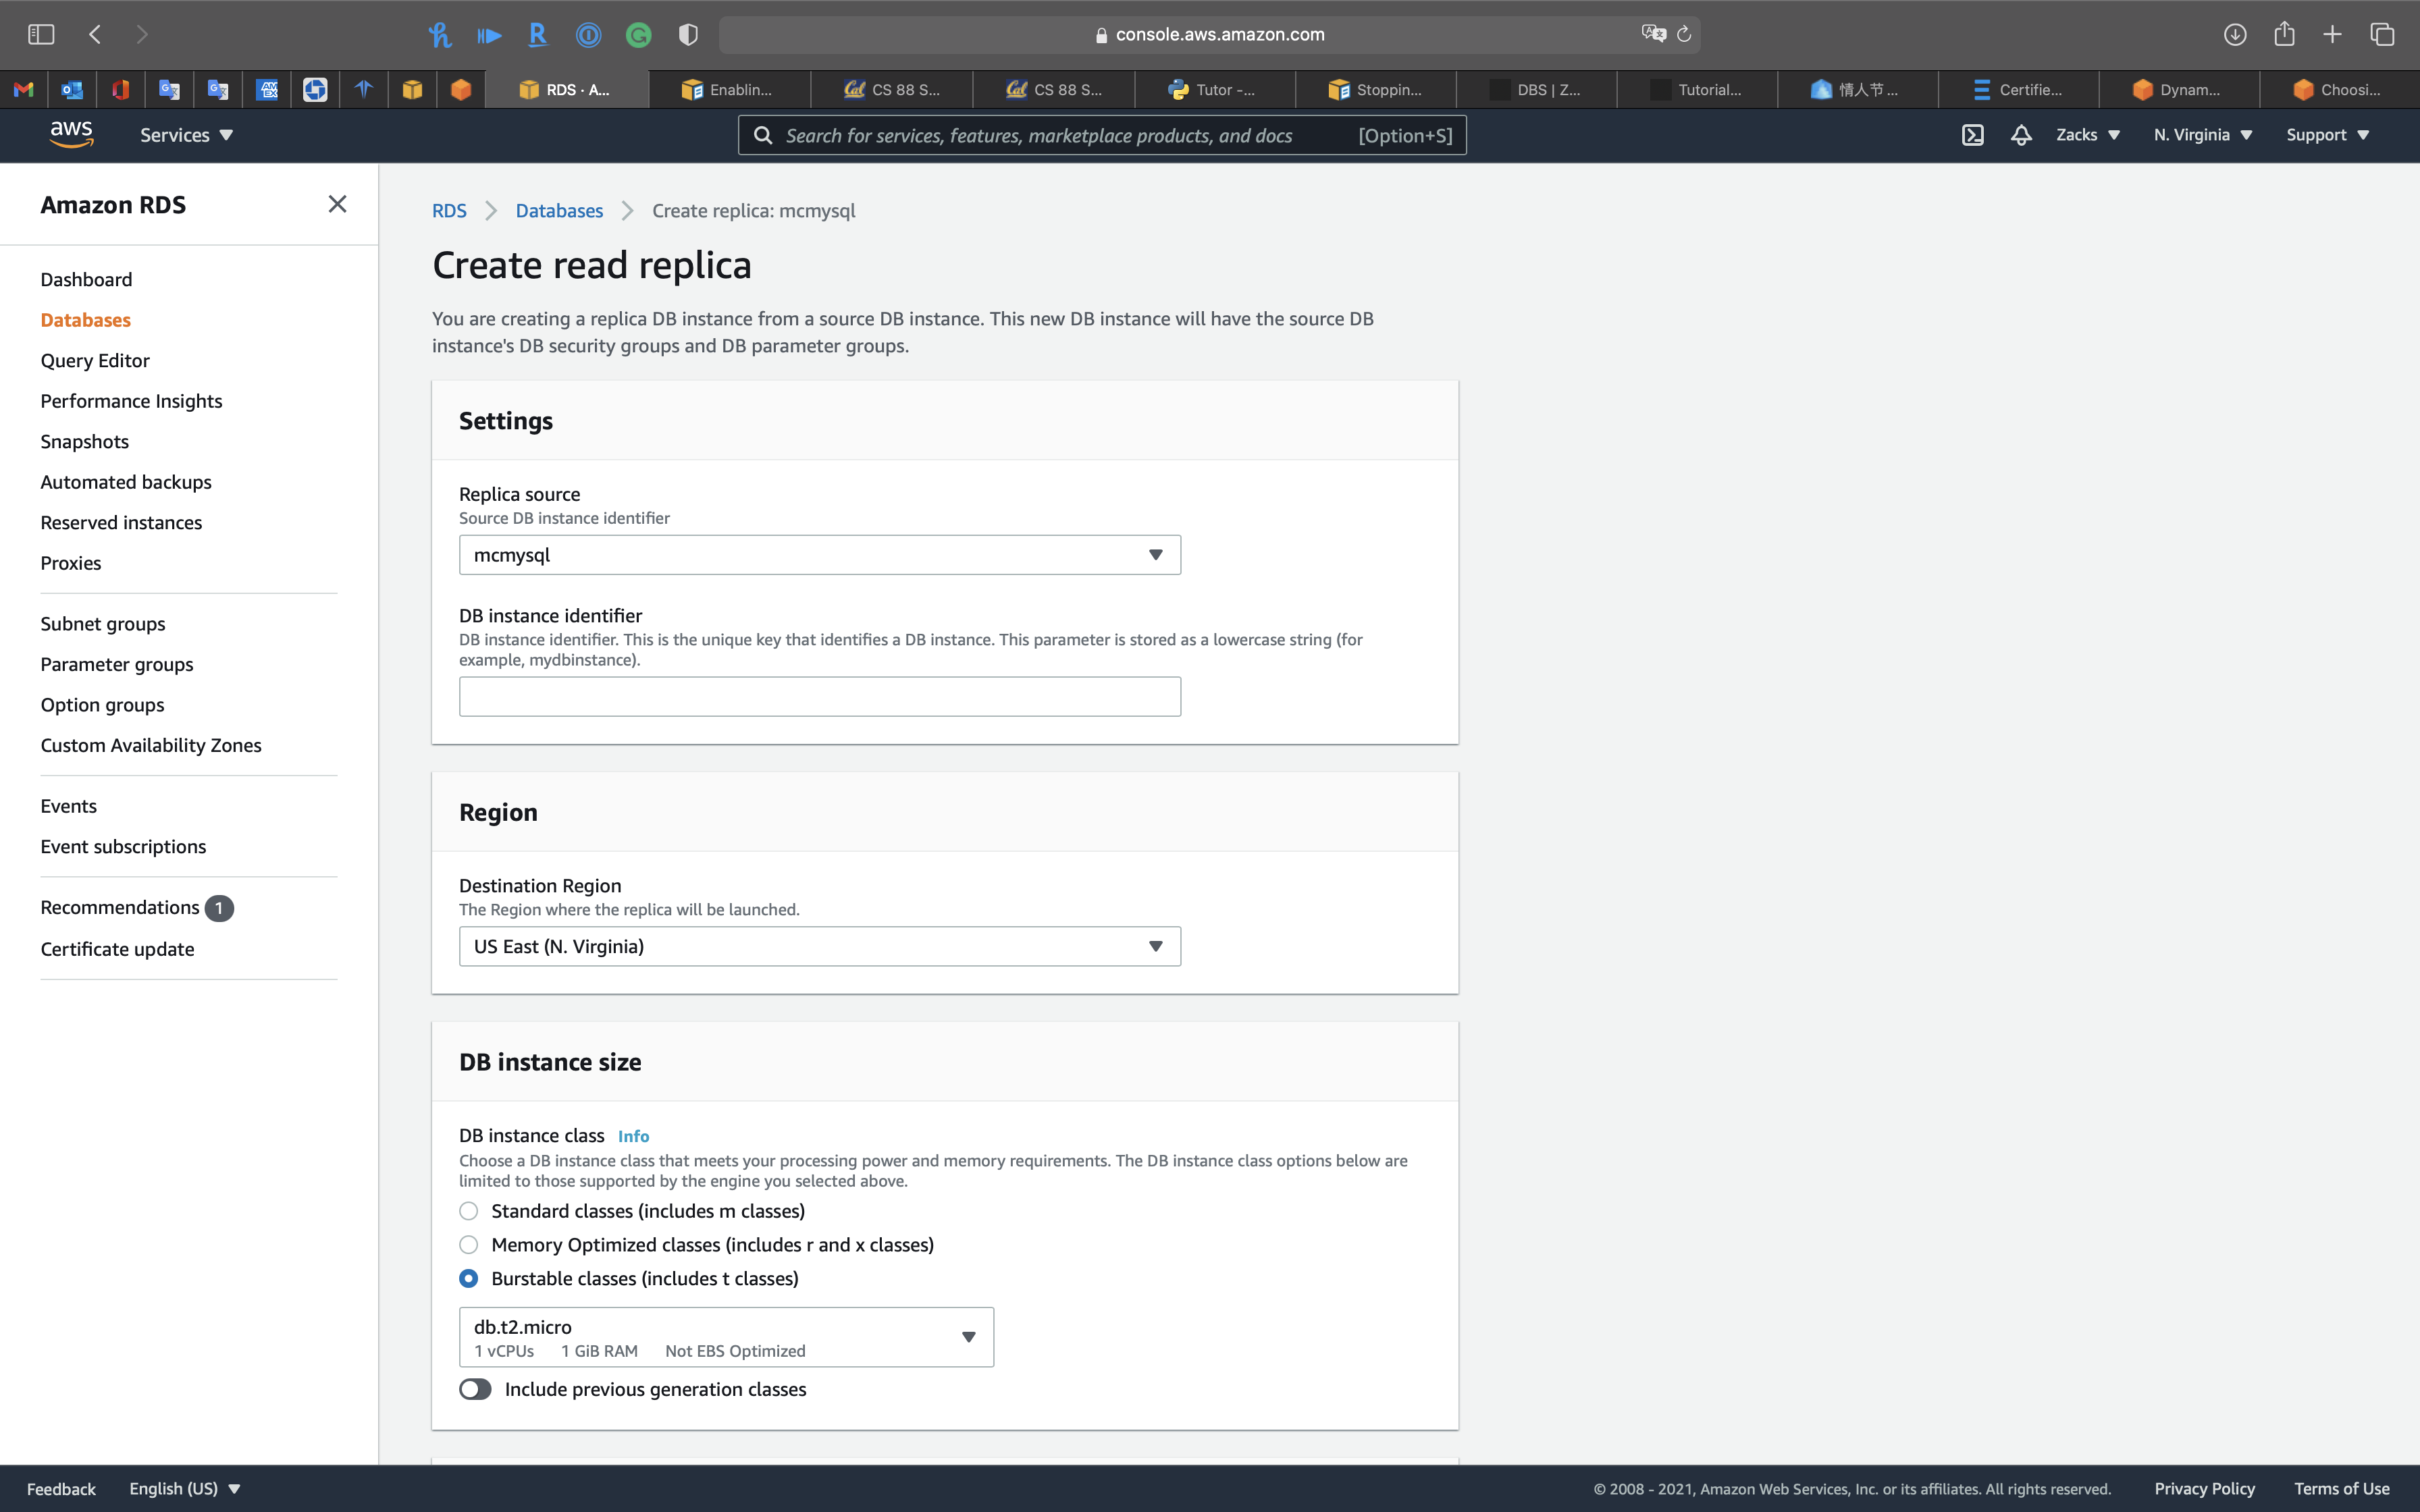 console.aws.amazon.com
RDS · A...
Enablin...
CS 88 S...
CS 88 S...
Tutor -...
Stoppin...
DBS | Z...
Tutorial...
情人节 ...
Certifie...
Dynam...
Choosi...
aws
Services
Search for services, features, marketplace products, and docs
[Option+S]
Zacks
N. Virginia
Support
Amazon RDS
Dashboard
Databases
Query Editor
Performance Insights
Snapshots
Automated backups
Reserved instances
Proxies
Subnet groups
Parameter groups
Option groups
Custom Availability Zones
Events
Event subscriptions
Recommendations 1
Certificate update
RDS
Databases
Create replica: mcmysql
Create read replica
You are creating a replica DB instance from a source DB instance. This new DB instance will have the source DB
instance's DB security groups and DB parameter groups.
Settings
Replica source
Source DB instance identifier
mcmysql
DB instance identifier
DB instance identifier. This is the unique key that identifies a DB instance. This parameter is stored as a lowercase string (for
example, mydbinstance).
Region
Destination Region
The Region where the replica will be launched.
US East (N. Virginia)
DB instance size
DB instance class Info
Choose a DB instance class that meets your processing power and memory requirements. The DB instance class options below are
limited to those supported by the engine you selected above.
Standard classes (includes m classes)
Memory Optimized classes (includes r and x classes)
Burstable classes (includes t classes)
db.t2.micro
1 vCPUs 1 GiB RAM Not EBS Optimized
Include previous generation classes
Feedback
English (US)
© 2008 - 2021, Amazon Web Services, Inc. or its affiliates. All rights reserved.
Privacy Policy
Terms of Use